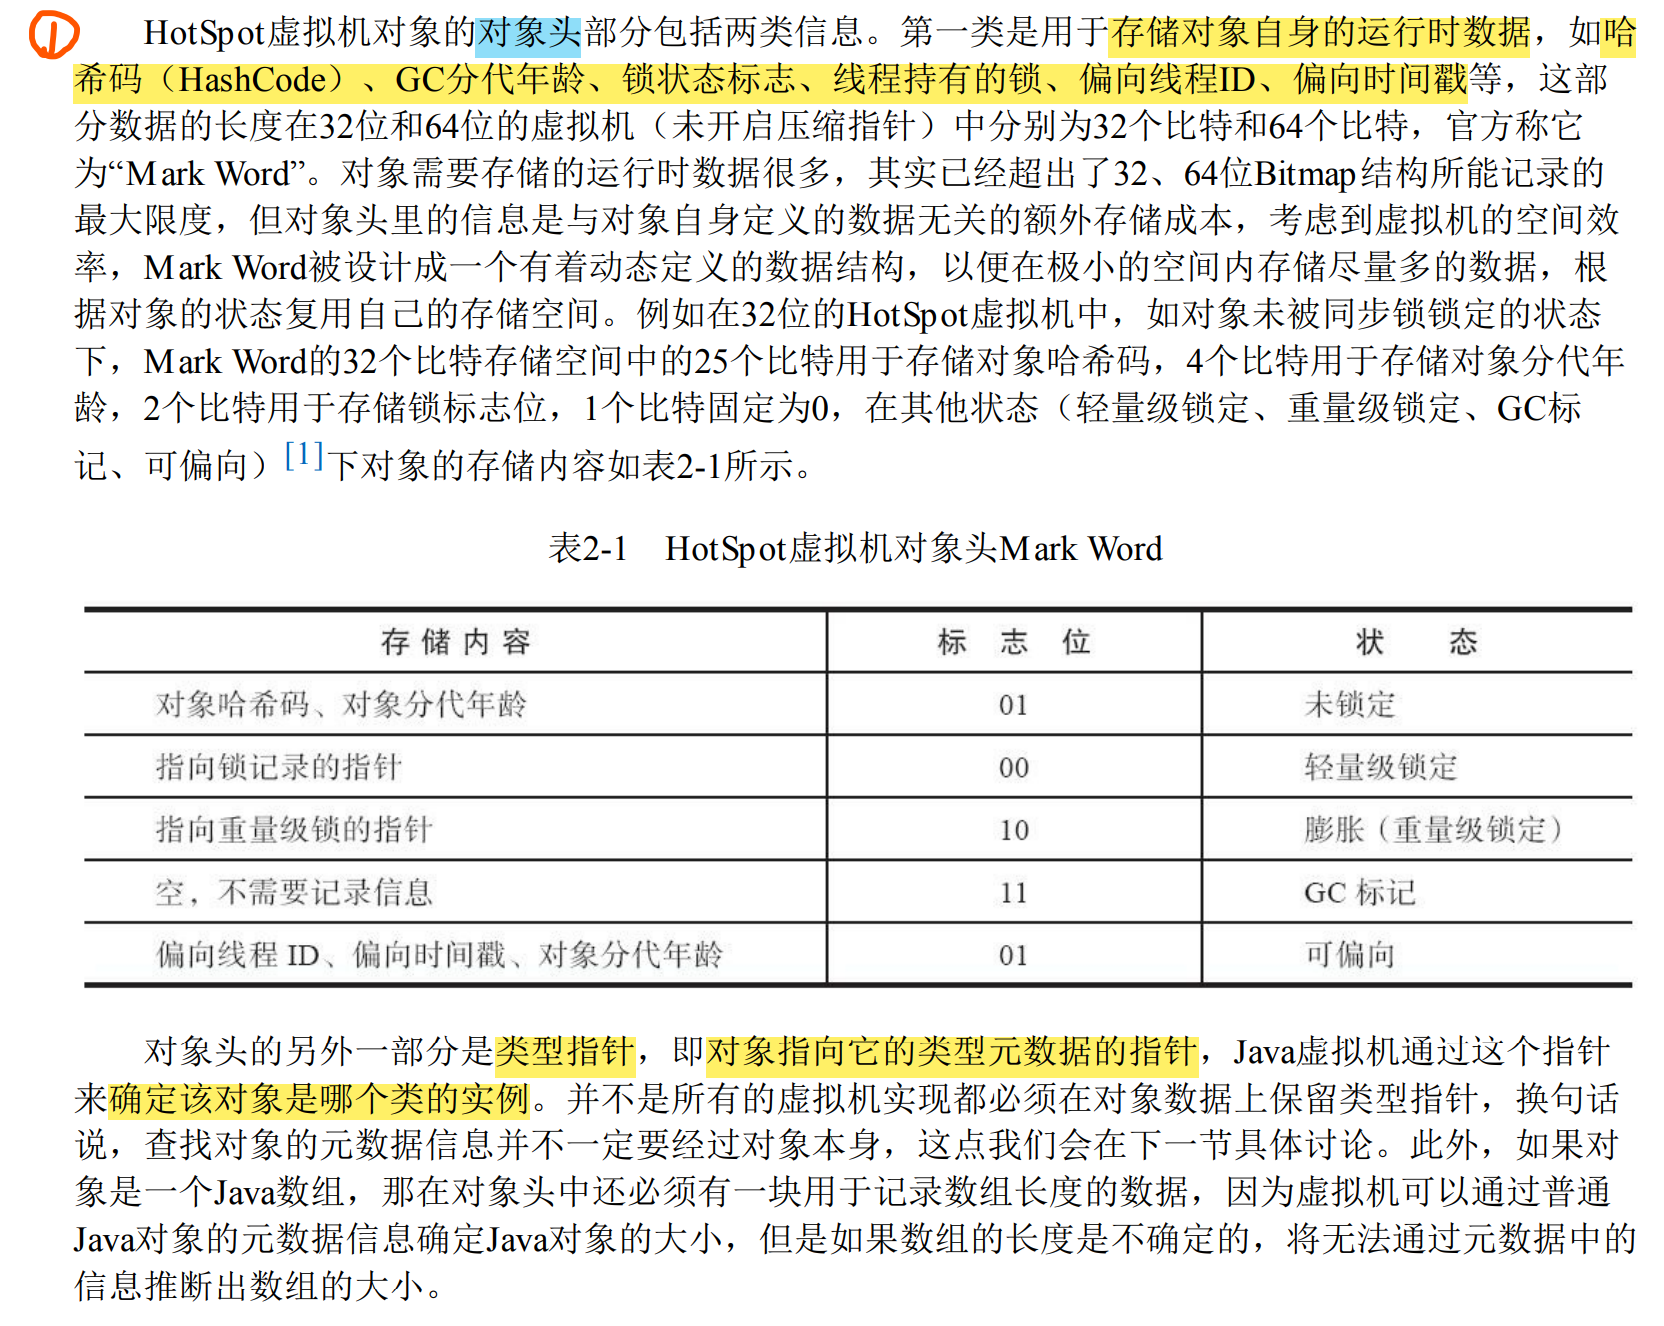 ① HotSpot虚拟机对象的对象头部分包括两类信息。第一类是用于存储对象自身的运行时数据，如哈
希码（HashCode）、GC分代年龄、锁状态标志、线程持有的锁、偏向线程ID、偏向时间戳等，这部
分数据的长度在32位和64位的虚拟机（未开启压缩指针）中分别为32个比特和64个比特，官方称它
为“Mark Word”。对象需要存储的运行时数据很多，其实已经超出了32、64位Bitmap结构所能记录的
最大限度，但对象头里的信息是与对象自身定义的数据无关的额外存储成本，考虑到虚拟机的空间效
率，Mark Word被设计成一个有着动态定义的数据结构，以便在极小的空间内存储尽量多的数据，根
据对象的状态复用自己的存储空间。例如在32位的HotSpot虚拟机中，如对象未被同步锁锁定的状态
下，Mark Word的32个比特存储空间中的25个比特用于存储对象哈希码，4个比特用于存储对象分代年
龄，2个比特用于存储锁标志位，1个比特固定为0，在其他状态（轻量级锁定、重量级锁定、GC标
记、可偏向）[1]下对象的存储内容如表2-1所示。
表2-1 HotSpot虚拟机对象头Mark Word
存储内容 标志位 状态
对象哈希码、对象分代年龄 01 未锁定
指向锁记录的指针 00 轻量级锁定
指向重量级锁的指针 10 膨胀（重量级锁定）
空，不需要记录信息 11 GC 标记
偏向线程 ID、偏向时间戳、对象分代年龄 01 可偏向
对象头的另外一部分是类型指针，即对象指向它的类型元数据的指针，Java虚拟机通过这个指针
来确定该对象是哪个类的实例。并不是所有的虚拟机实现都必须在对象数据上保留类型指针，换句话
说，查找对象的元数据信息并不一定要经过对象本身，这点我们会在下一节具体讨论。此外，如果对
象是一个Java数组，那在对象头中还必须有一块用于记录数组长度的数据，因为虚拟机可以通过普通
Java对象的元数据信息确定Java对象的大小，但是如果数组的长度是不确定的，将无法通过元数据中的
信息推断出数组的大小。